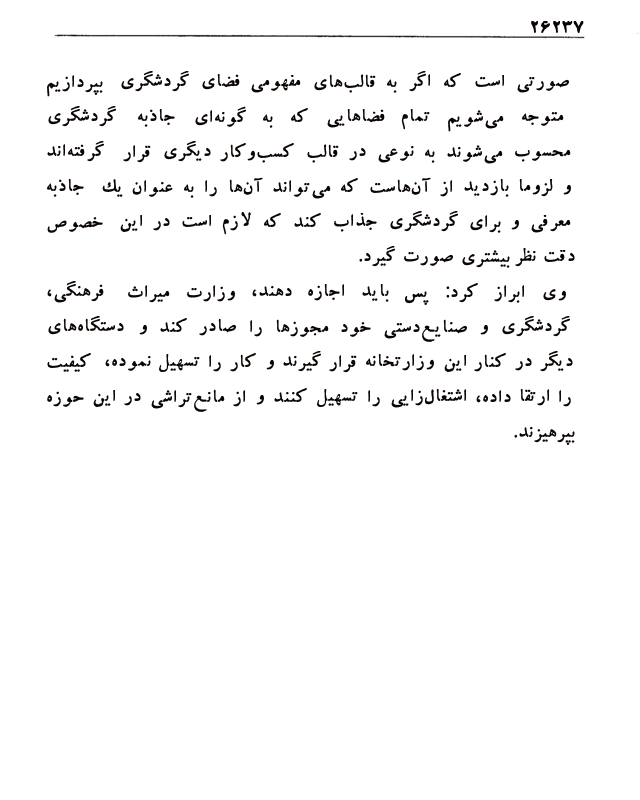 ۲۶۲۳۷
صورتی است که اگر به قالب‌های مفهومی فضای گردشگری بپردازیم
متوجه می‌شویم تمام فضاهایی که به گونه‌ای جاذبه گردشگری
محسوب می‌شوند به نوعی در قالب کسب‌وکار دیگری قرار گرفته‌اند
و لزوما بازدید از آن‌هاست که می‌تواند آن‌ها را به عنوان یك جاذبه
معرفی و برای گردشگری جذاب کند که لازم است در این خصوص
دقت نظر بیشتری صورت گیرد.
وی ابراز کرد: پس باید اجازه دهند، وزارت میراث فرهنگی،
گردشگری و صنایع‌دستی خود مجوزها را صادر کند و دستگاه‌های
دیگر در کنار این وزارتخانه قرار گیرند و کار را تسهیل نموده، کیفیت
را ارتقا داده، اشتغال‌زایی را تسهیل کنند و از مانع‌تراشی در این حوزه
بپرهیزند.